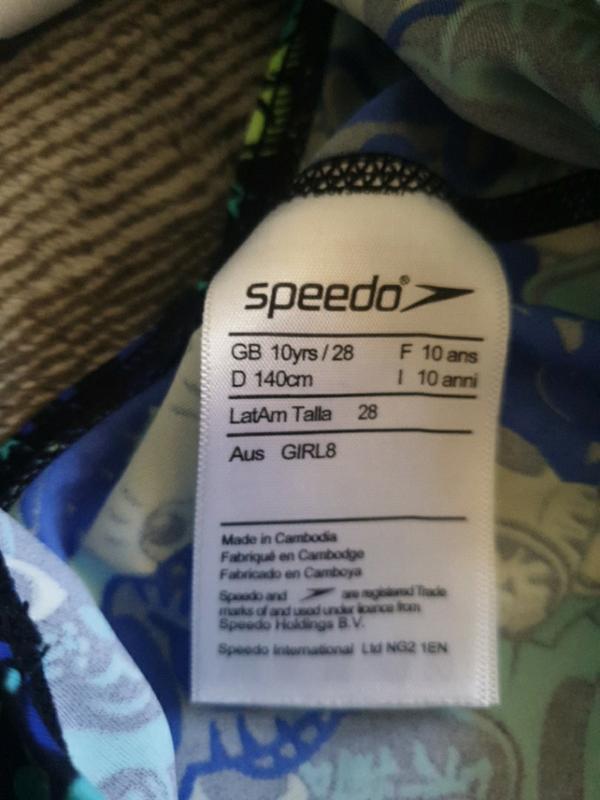 speedo®
GB 10yrs / 28 F 10 ans
D 140cm I 10 anni
LatAm Talla 28
Aus GIRL8
Made in Cambodia
Fabriqué en Cambodge
Fabricado en Camboya
Speedo and are registered Trade
marks of and used under licence from
Speedo Holdings B.V.
Speedo International Ltd NG2 1EN